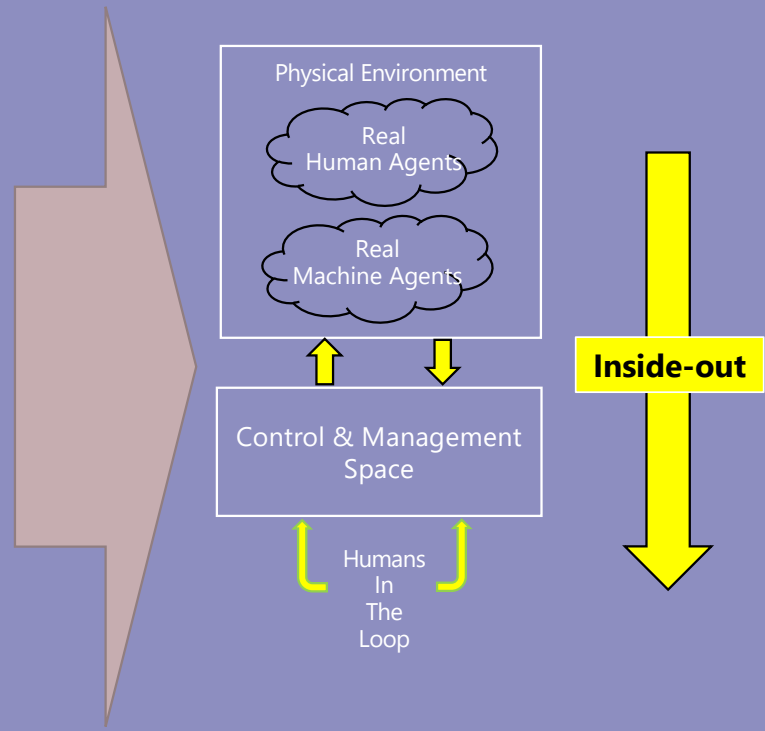 Physical Environment
Real
Human Agents
Real
Machine Agents
Inside-out
Control & Management
Space
Humans
In
The
Loop